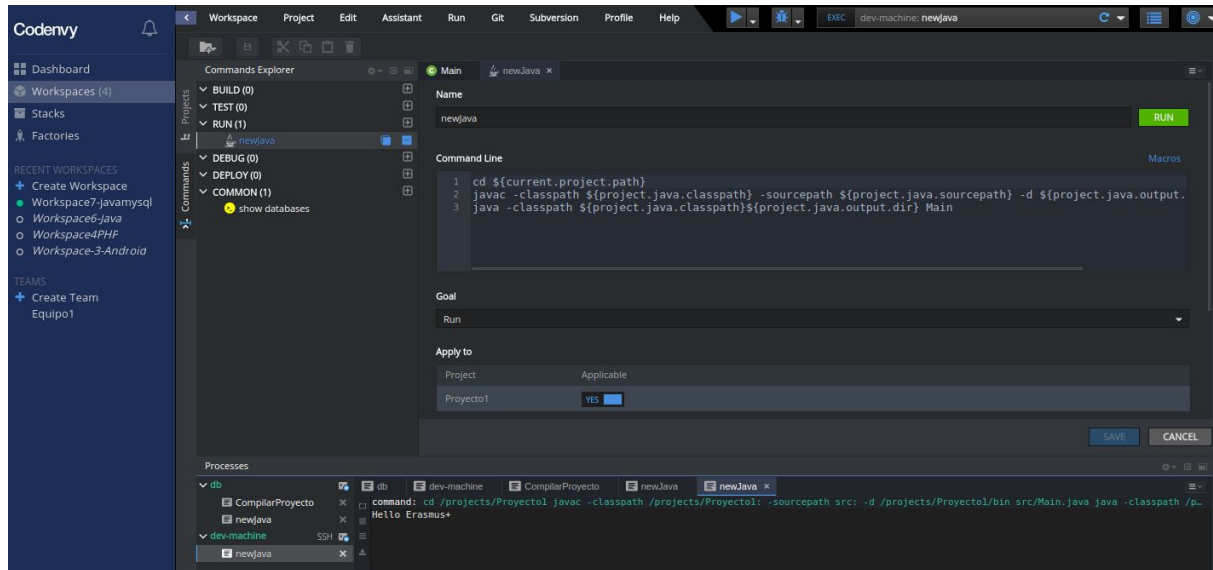 Codenvy
Dashboard
Workspaces (4)
Stacks
Factories
RECENT WORKSPACES
Create Workspace
Workspace7-javamysql
Workspace6-java
Workspace4PHP
Workspace-3-Android
TEAMS
Create Team
Equipo1
Workspace Project Edit Assistant Run Git Subversion Profile Help
EXEC dev-machine: newJava
Projects
Commands
Commands Explorer
BUILD (0)
TEST (0)
RUN (1)
newJava
DEBUG (0)
DEPLOY (0)
COMMON (1)
show databases
Main newJava
Name
newJava
RUN
Command Line Macros
1 cd ${current.project.path}
2 javac -classpath ${project.java.classpath} -sourcepath ${project.java.sourcepath} -d ${project.java.output.
3 java -classpath ${project.java.classpath}${project.java.output.dir} Main
Goal
Run
Apply to
Project Applicable
Proyecto1 YES
SAVE CANCEL
Processes
db
CompilarProyecto
newJava
dev-machine SSH
newJava
db dev-machine CompilarProyecto newJava newJava
command: cd /projects/Proyecto1 javac -classpath /projects/Proyecto1: -sourcepath src: -d /projects/Proyecto1/bin src/Main.java java -classpath /p…
Hello Erasmus+